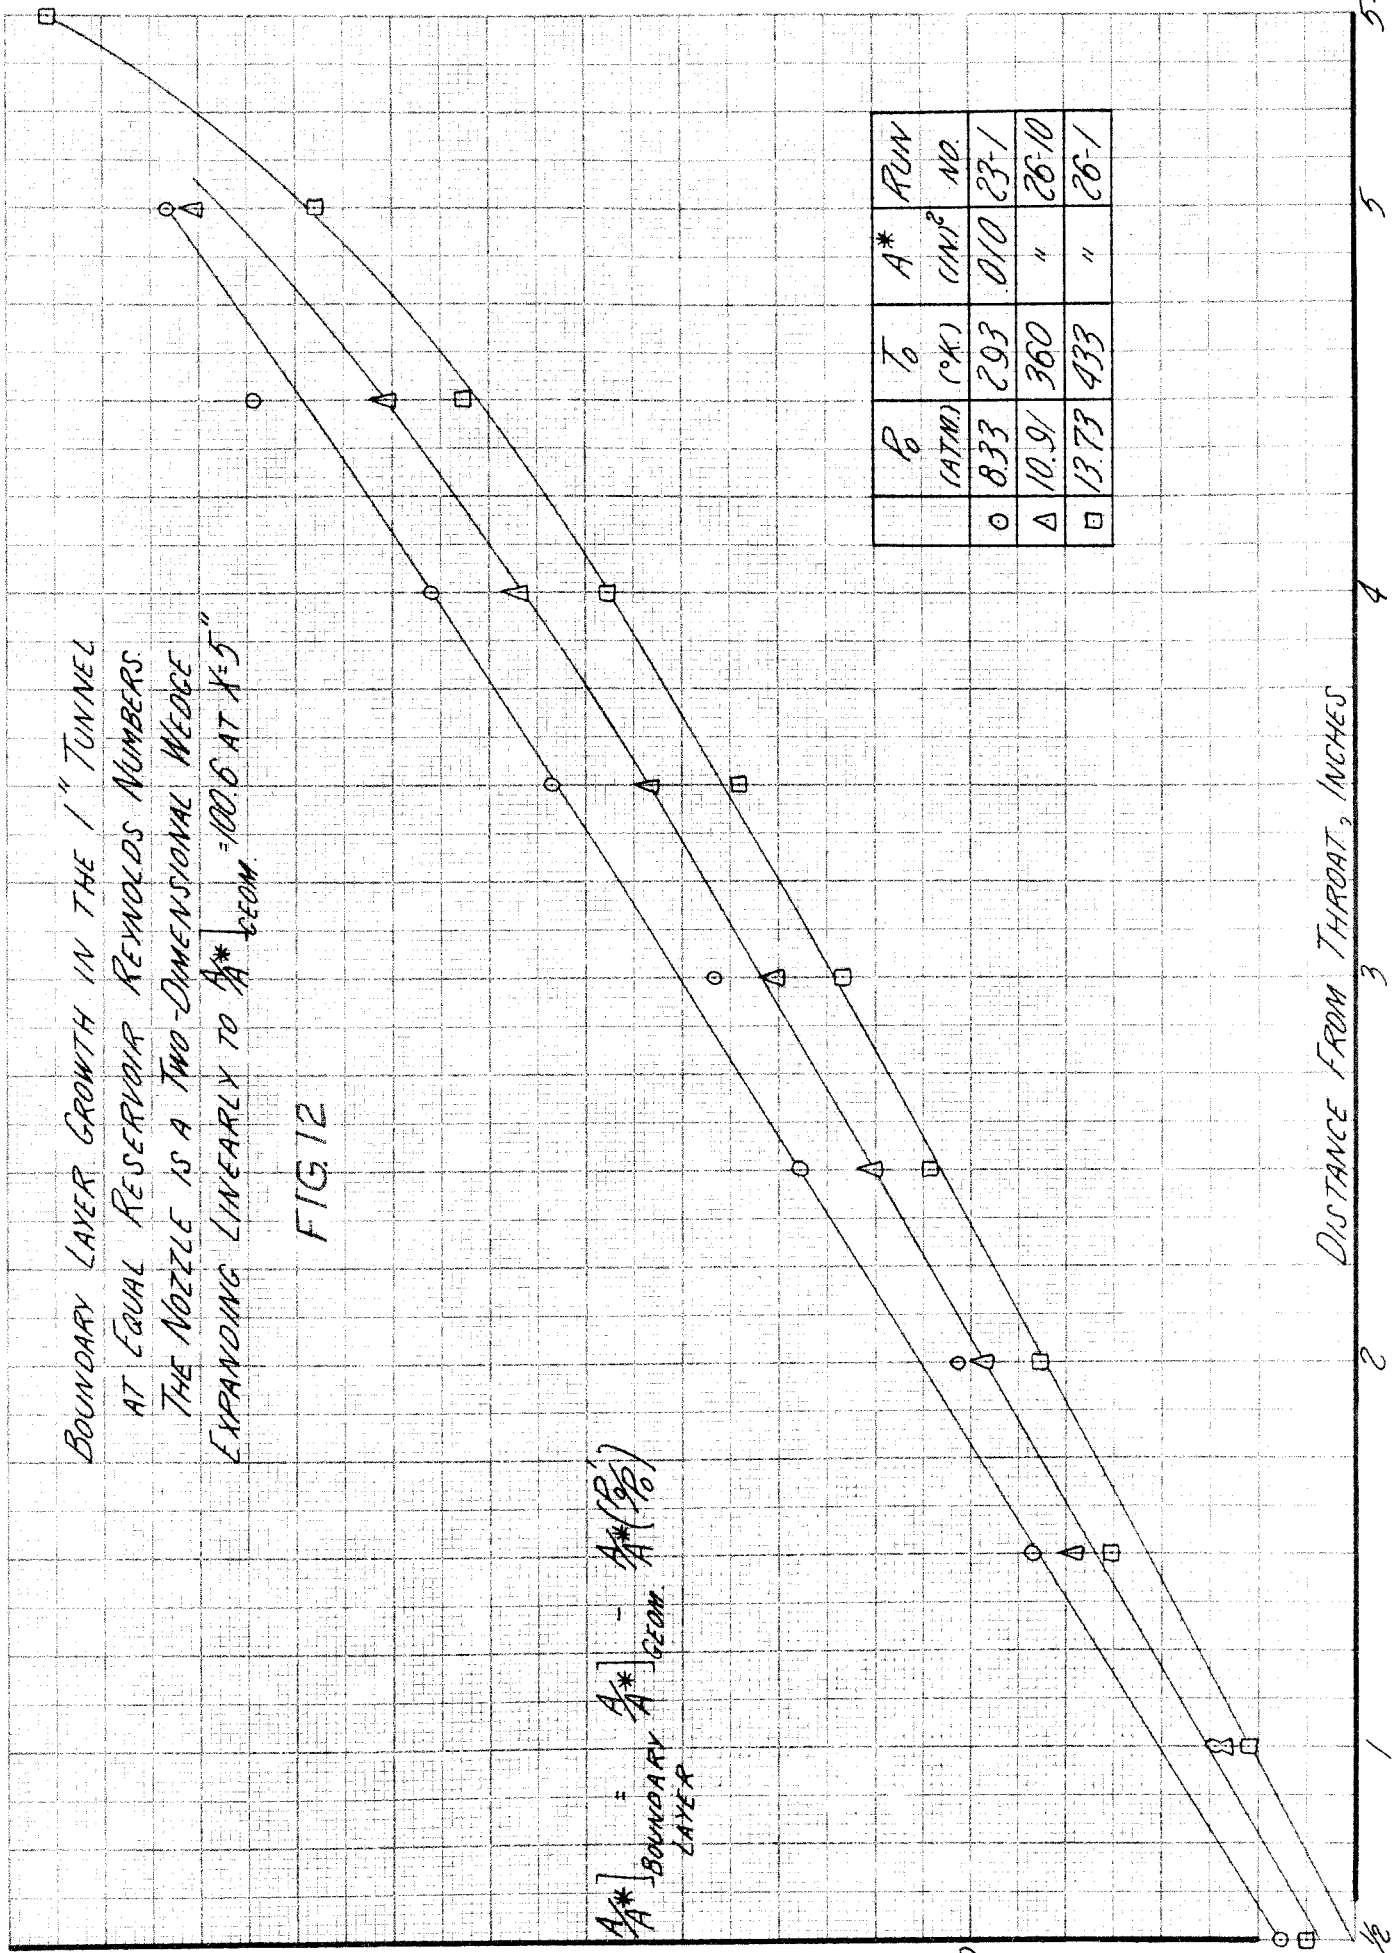 BOUNDARY LAYER GROWTH IN THE 1" TUNNEL
AT EQUAL RESERVOIR REYNOLDS NUMBERS.
THE NOZZLE IS A TWO-DIMENSIONAL WEDGE
EXPANDING LINEARLY TO A/A*]GEOM. = 100.6 AT X=5"
FIG. 12
A/A*]BOUNDARY LAYER = A/A*]GEOM. - A/A*(P₀'/P₀)
P₀ T₀ A* RUN
(ATM.) (°K) (IN.)² NO.
○ 8.33 293 .010 23-1
△ 10.91 360 " 26-10
□ 13.73 433 " 26-1
1/2 1 2 3 4 5
DISTANCE FROM THROAT, INCHES